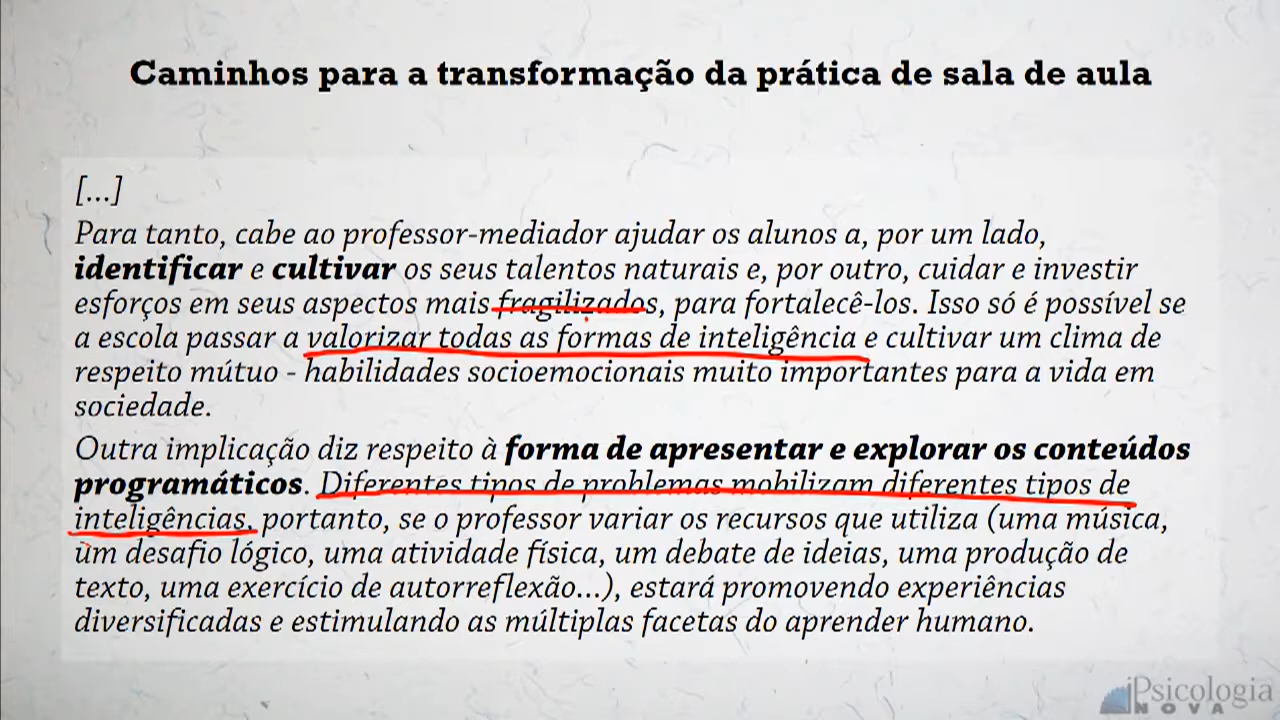 Caminhos para a transformação da prática de sala de aula
[...]
Para tanto, cabe ao professor-mediador ajudar os alunos a, por um lado,
identificar e cultivar os seus talentos naturais e, por outro, cuidar e investir
esforços em seus aspectos mais fragilizados, para fortalecê-los. Isso só é possível se
a escola passar a valorizar todas as formas de inteligência e cultivar um clima de
respeito mútuo - habilidades socioemocionais muito importantes para a vida em
sociedade.
Outra implicação diz respeito à forma de apresentar e explorar os conteúdos
programáticos. Diferentes tipos de problemas mobilizam diferentes tipos de
inteligências, portanto, se o professor variar os recursos que utiliza (uma música,
um desafio lógico, uma atividade física, um debate de ideias, uma produção de
texto, uma exercício de autorreflexão...), estará promovendo experiências
diversificadas e estimulando as múltiplas facetas do aprender humano.
Psicologia
NOVA